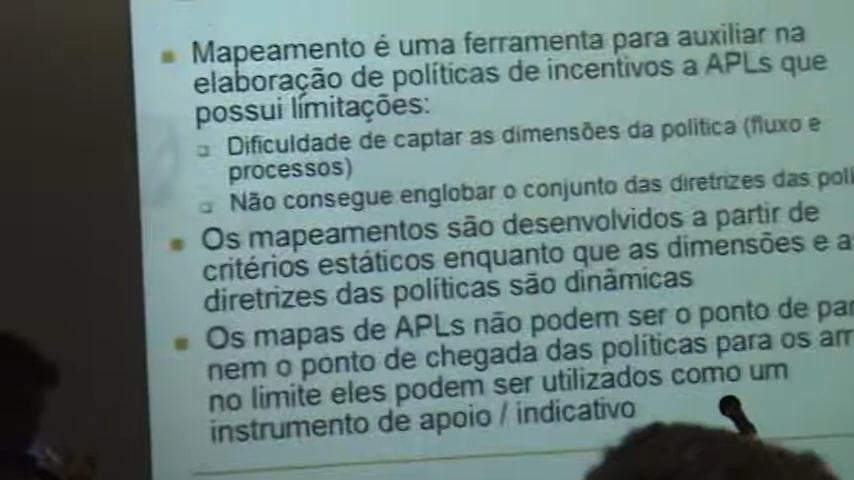 Mapeamento é uma ferramenta para auxiliar na
elaboração de políticas de incentivos a APLs que
possui limitações:
Dificuldade de captar as dimensões da política (fluxo e
processos)
Não consegue englobar o conjunto das diretrizes das
Os mapeamentos são desenvolvidos a partir de
critérios estáticos enquanto que as dimensões e
diretrizes das políticas são dinâmicas
Os mapas de APLs não podem ser o ponto de
nem o ponto de chegada das políticas para os
no limite eles podem ser utilizados como um
instrumento de apoio / indicativo